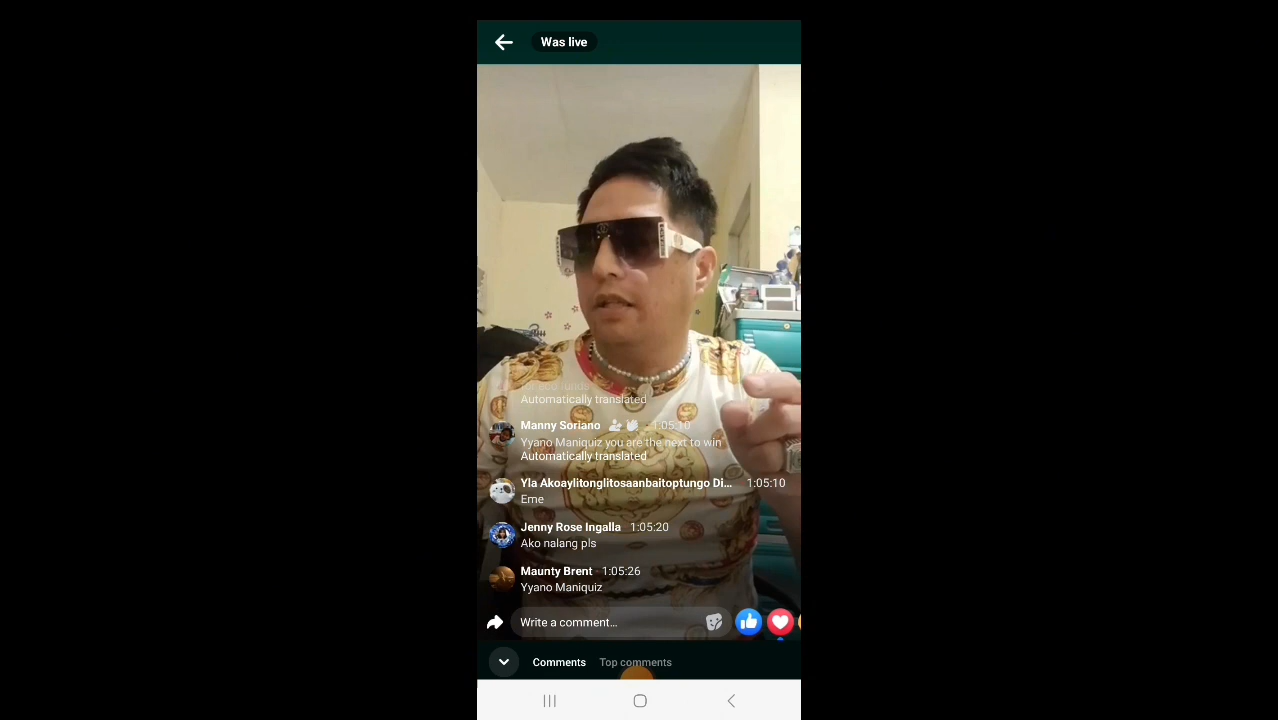 Was live
Automatically translated
Manny Soriano 1:05:10
Yyano Maniquiz you are the next to win
Automatically translated
Yla Akoaylitonglitosaanbaitoptungo Di... 1:05:10
Eme
Jenny Rose Ingalla 1:05:20
Ako nalang pls
Maunty Brent 1:05:26
Yyano Maniquiz
Write a comment...
Comments Top comments